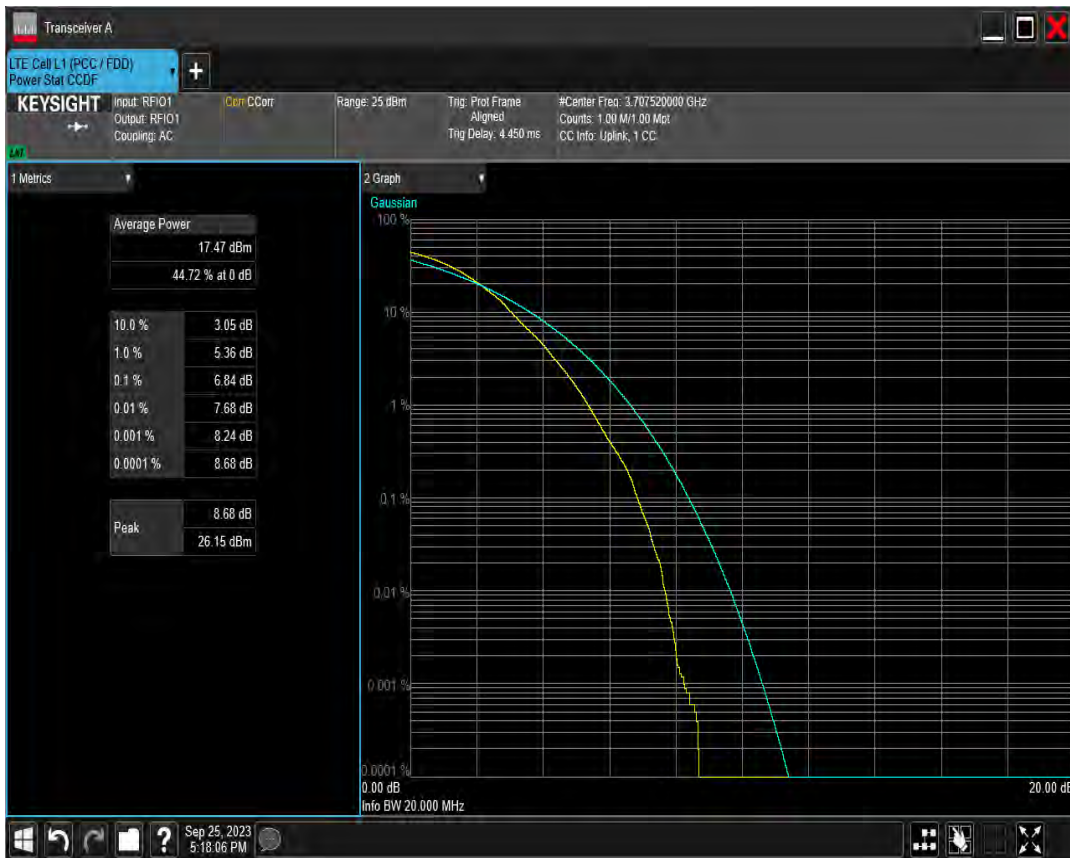 Transceiver A
LTE Cell L1 (PCC / FDD)
Power Stat CCDF
+
KEYSIGHT
Input: RFIO1
Output: RFIO1
Coupling: AC
Corr CCorr
Range: 25 dBm
Trig: Prot Frame
Aligned
Trig Delay: 4.450 ms
#Center Freq: 3.707520000 GHz
Counts: 1.00 M/1.00 Mpt
CC Info: Uplink, 1 CC
1 Metrics
Average Power
17.47 dBm
44.72 % at 0 dB
10.0 % 3.05 dB
1.0 % 5.36 dB
0.1 % 6.84 dB
0.01 % 7.68 dB
0.001 % 8.24 dB
0.0001 % 8.68 dB
Peak
8.68 dB
26.15 dBm
2 Graph
Gaussian
100 %
10 %
1 %
0.1 %
0.01 %
0.001 %
0.0001 %
0.00 dB
20.00 dB
Info BW 20.000 MHz
?
Sep 25, 2023
5:18:06 PM